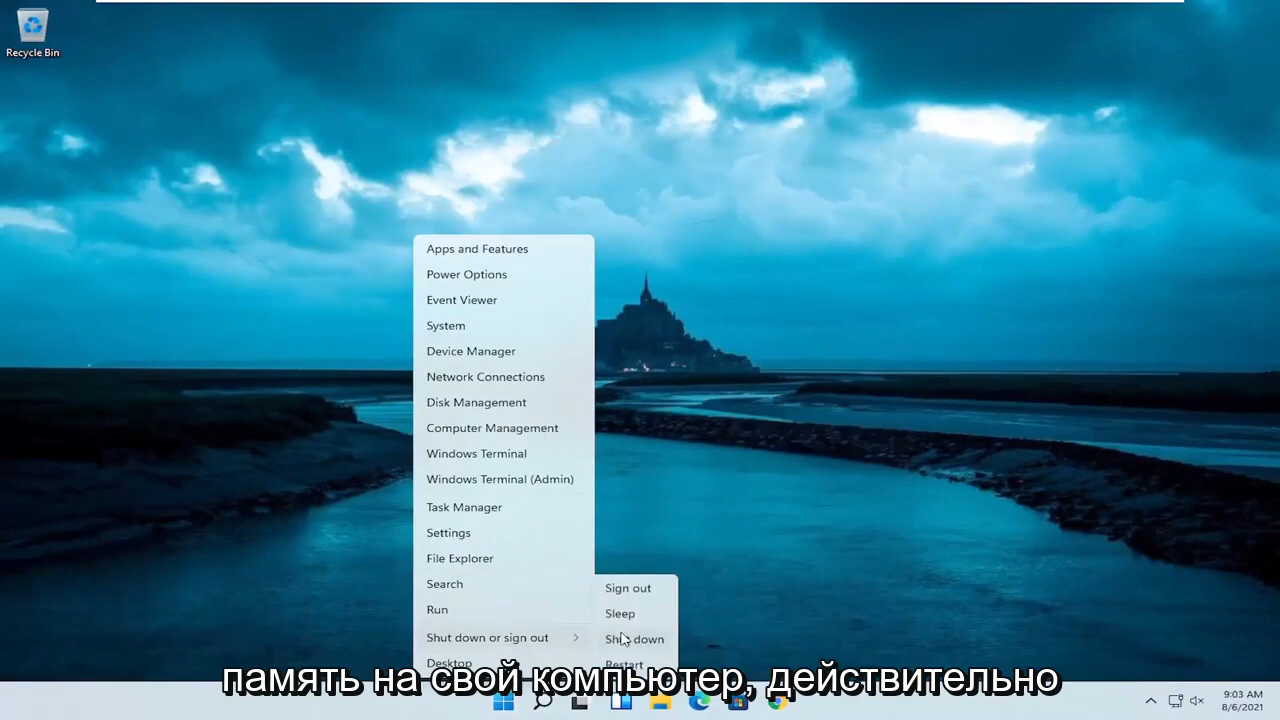 Recycle Bin
Apps and Features
Power Options
Event Viewer
System
Device Manager
Network Connections
Disk Management
Computer Management
Windows Terminal
Windows Terminal (Admin)
Task Manager
Settings
File Explorer
Search
Run
Shut down or sign out
Desktop
Sign out
Sleep
Shut down
Restart
память на свой компьютер, действительно
9:03 AM
8/6/2021